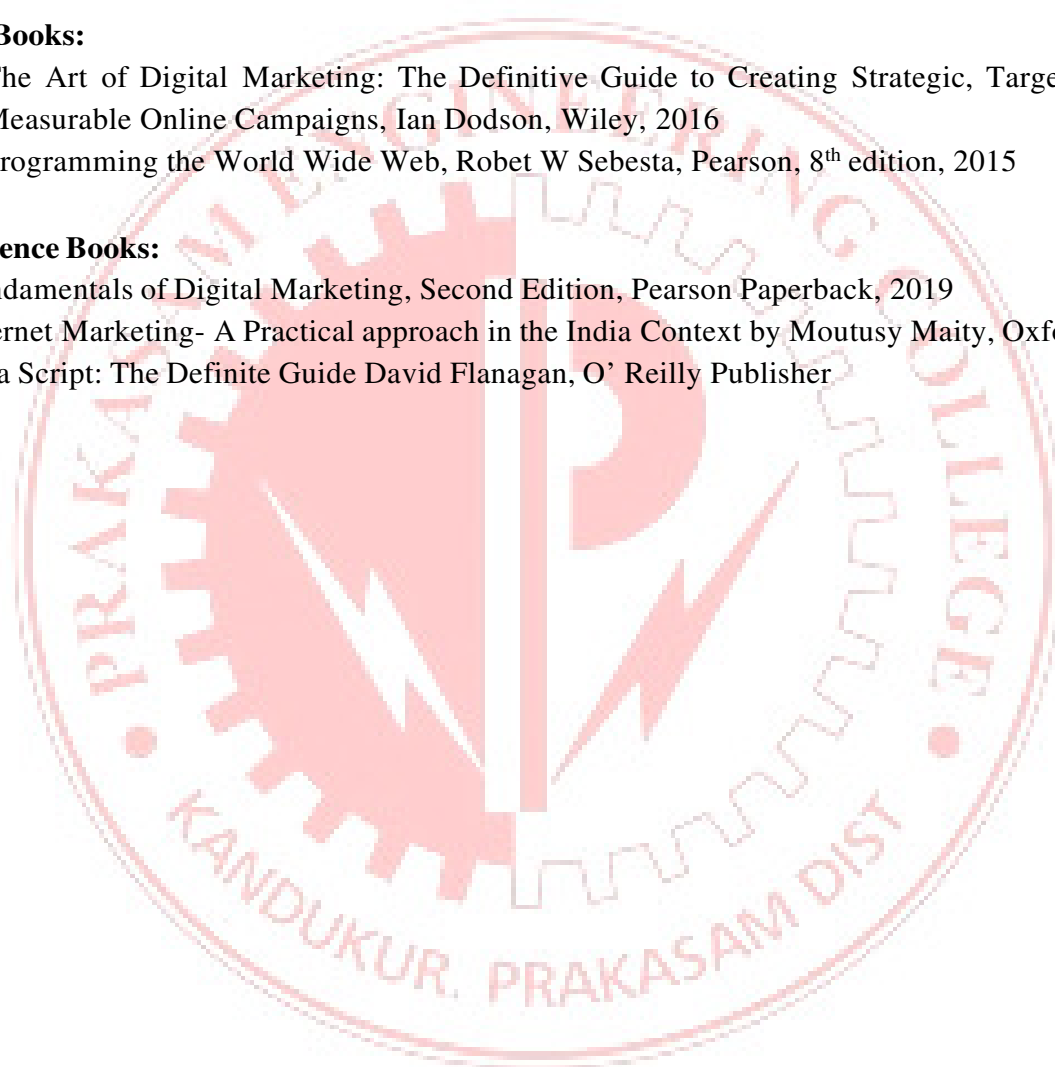 Books:
The Art of Digital Marketing: The Definitive Guide to Creating Strategic, Targe
Measurable Online Campaigns, Ian Dodson, Wiley, 2016
rogramming the World Wide Web, Robet W Sebesta, Pearson, 8th edition, 2015
ence Books:
ndamentals of Digital Marketing, Second Edition, Pearson Paperback, 2019
ernet Marketing- A Practical approach in the India Context by Moutusy Maity, Oxfo
a Script: The Definite Guide David Flanagan, O’ Reilly Publisher
PRAKASAM ENGINEERING COLLEGE
KANDUKUR. PRAKASAM DIST